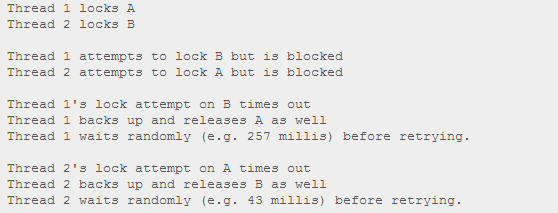 Thread 1 locks A
Thread 2 locks B
Thread 1 attempts to lock B but is blocked
Thread 2 attempts to lock A but is blocked
Thread 1's lock attempt on B times out
Thread 1 backs up and releases A as well
Thread 1 waits randomly (e.g. 257 millis) before retrying.
Thread 2's lock attempt on A times out
Thread 2 backs up and releases B as well
Thread 2 waits randomly (e.g. 43 millis) before retrying.